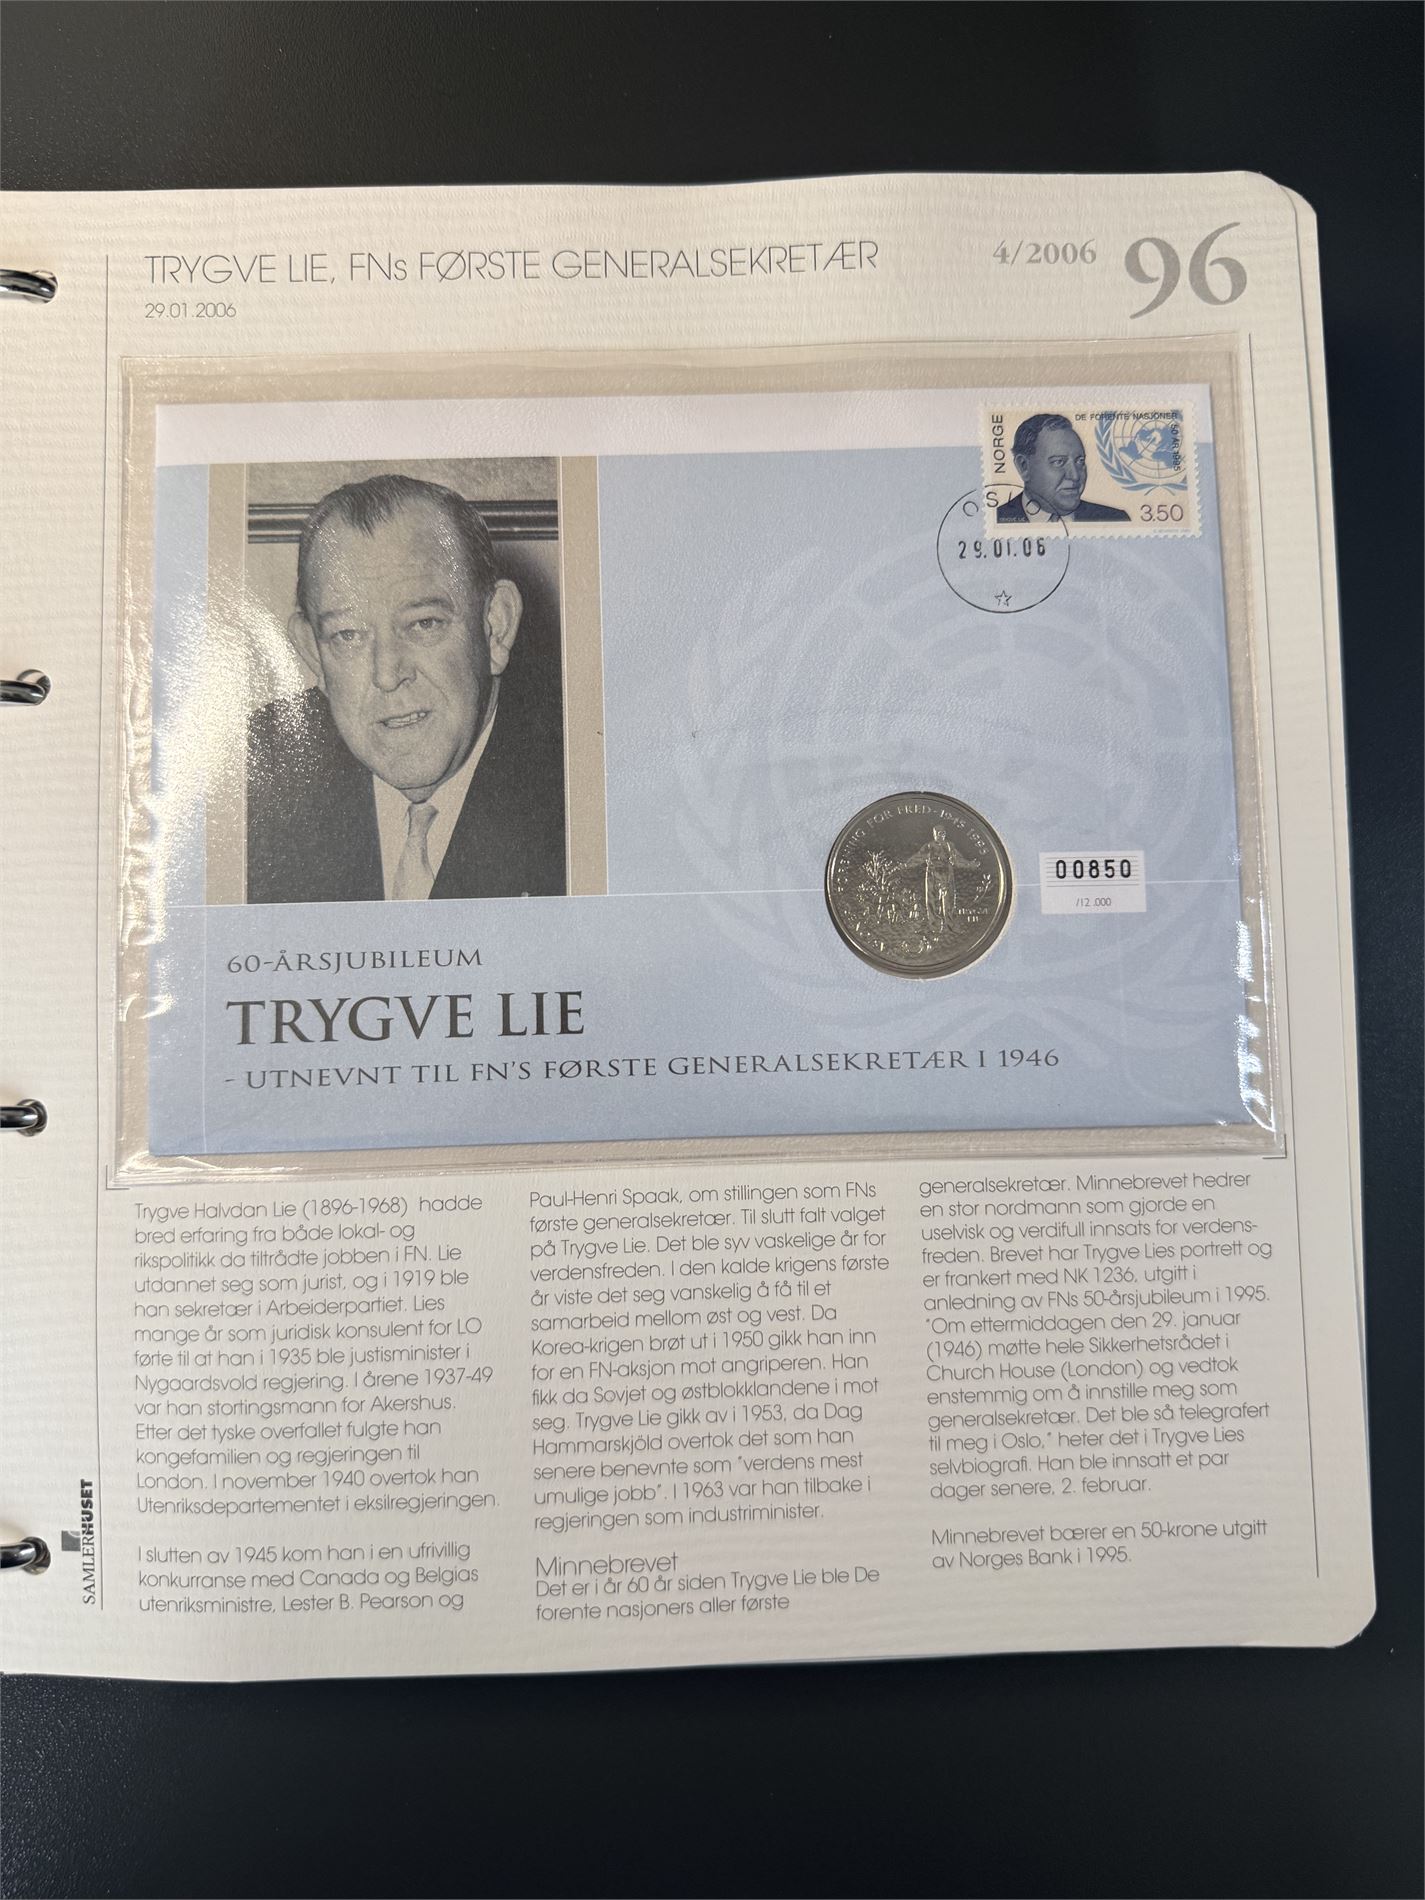 TRYGVE LIE, FNs FØRSTE GENERALSEKRETÆR
29.01.2006
4/2006
96
NORGE
DE FORENTE NASJONER
50 ÅR 1995
TRYGVE LIE
3.50
OSLO
29.01.06
FOR FRED - 1945-1995
TRYGVE
LIE
00850
/12.000
60-ÅRSJUBILEUM
TRYGVE LIE
- UTNEVNT TIL FN'S FØRSTE GENERALSEKRETÆR I 1946
Trygve Halvdan Lie (1896-1968) hadde
bred erfaring fra både lokal- og
rikspolitikk da tiltrådte jobben i FN. Lie
utdannet seg som jurist, og i 1919 ble
han sekretær i Arbeiderpartiet. Lies
mange år som juridisk konsulent for LO
førte til at han i 1935 ble justisminister i
Nygaardsvold regjering. I årene 1937-49
var han stortingsmann for Akershus.
Etter det tyske overfallet fulgte han
kongefamilien og regjeringen til
London. I november 1940 overtok han
Utenriksdepartementet i eksilregjeringen.
I slutten av 1945 kom han i en ufrivillig
konkurranse med Canada og Belgias
utenriksministre, Lester B. Pearson og
Paul-Henri Spaak, om stillingen som FNs
første generalsekretær. Til slutt falt valget
på Trygve Lie. Det ble syv vaskelige år for
verdensfreden. I den kalde krigens første
år viste det seg vanskelig å få til et
samarbeid mellom øst og vest. Da
Korea-krigen brøt ut i 1950 gikk han inn
for en FN-aksjon mot angriperen. Han
fikk da Sovjet og østblokklandene i mot
seg. Trygve Lie gikk av i 1953, da Dag
Hammarskjöld overtok det som han
senere benevnte som "verdens mest
umulige jobb". I 1963 var han tilbake i
regjeringen som industriminister.
Minnebrevet
Det er i år 60 år siden Trygve Lie ble De
forente nasjoners aller første
generalsekretær. Minnebrevet hedrer
en stor nordmann som gjorde en
uselvisk og verdifull innsats for verdens-
freden. Brevet har Trygve Lies portrett og
er frankert med NK 1236, utgitt i
anledning av FNs 50-årsjubileum i 1995.
"Om ettermiddagen den 29. januar
(1946) møtte hele Sikkerhetsrådet i
Church House (London) og vedtok
enstemmig om å innstille meg som
generalsekretær. Det ble så telegrafert
til meg i Oslo," heter det i Trygve Lies
selvbiografi. Han ble innsatt et par
dager senere, 2. februar.
Minnebrevet bærer en 50-krone utgitt
av Norges Bank i 1995.
SAMLERHUSET